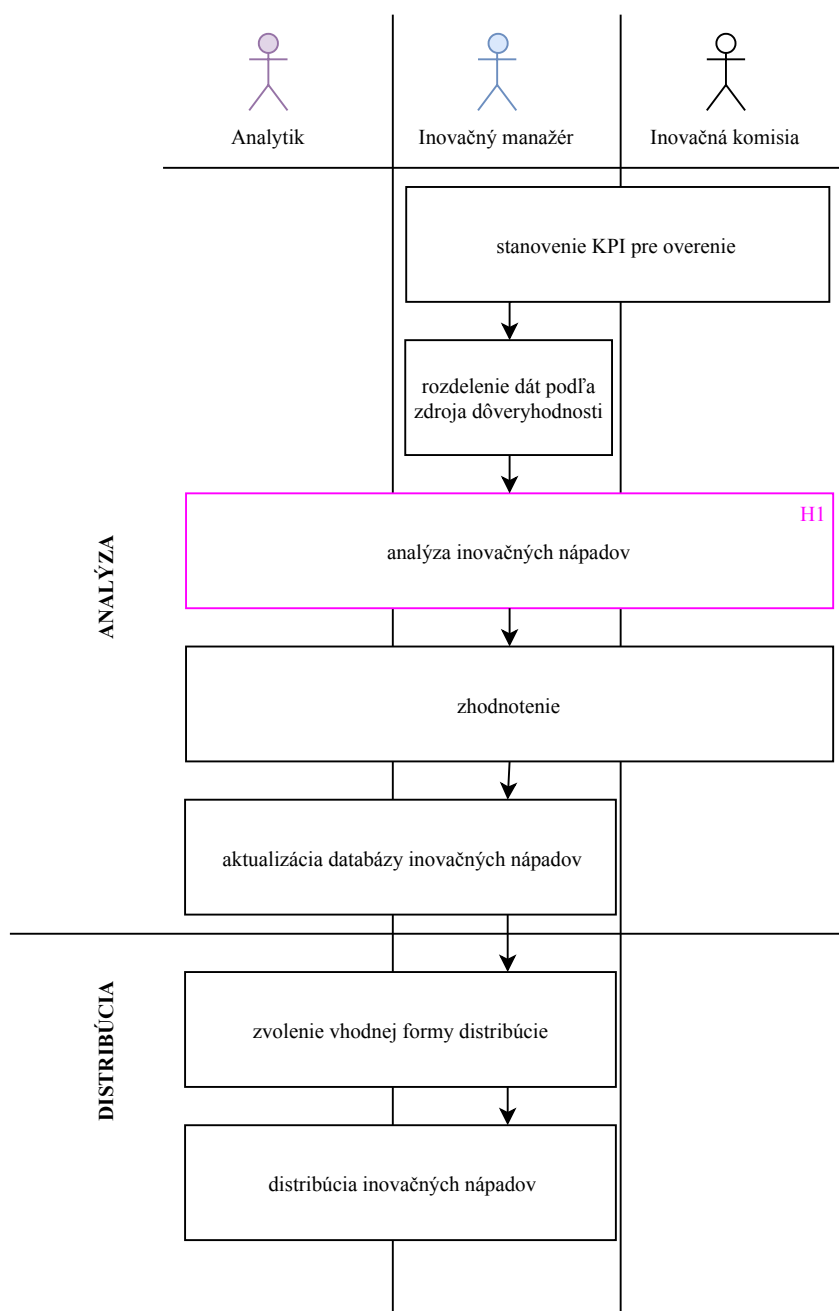 Analytik
Inovačný manažér
Inovačná komisia
stanovenie KPI pre overenie
rozdelenie dát podľa
zdroja dôveryhodnosti
ANALÝZA
H1
analýza inovačných nápadov
zhodnotenie
aktualizácia databázy inovačných nápadov
DISTRIBÚCIA
zvolenie vhodnej formy distribúcie
distribúcia inovačných nápadov